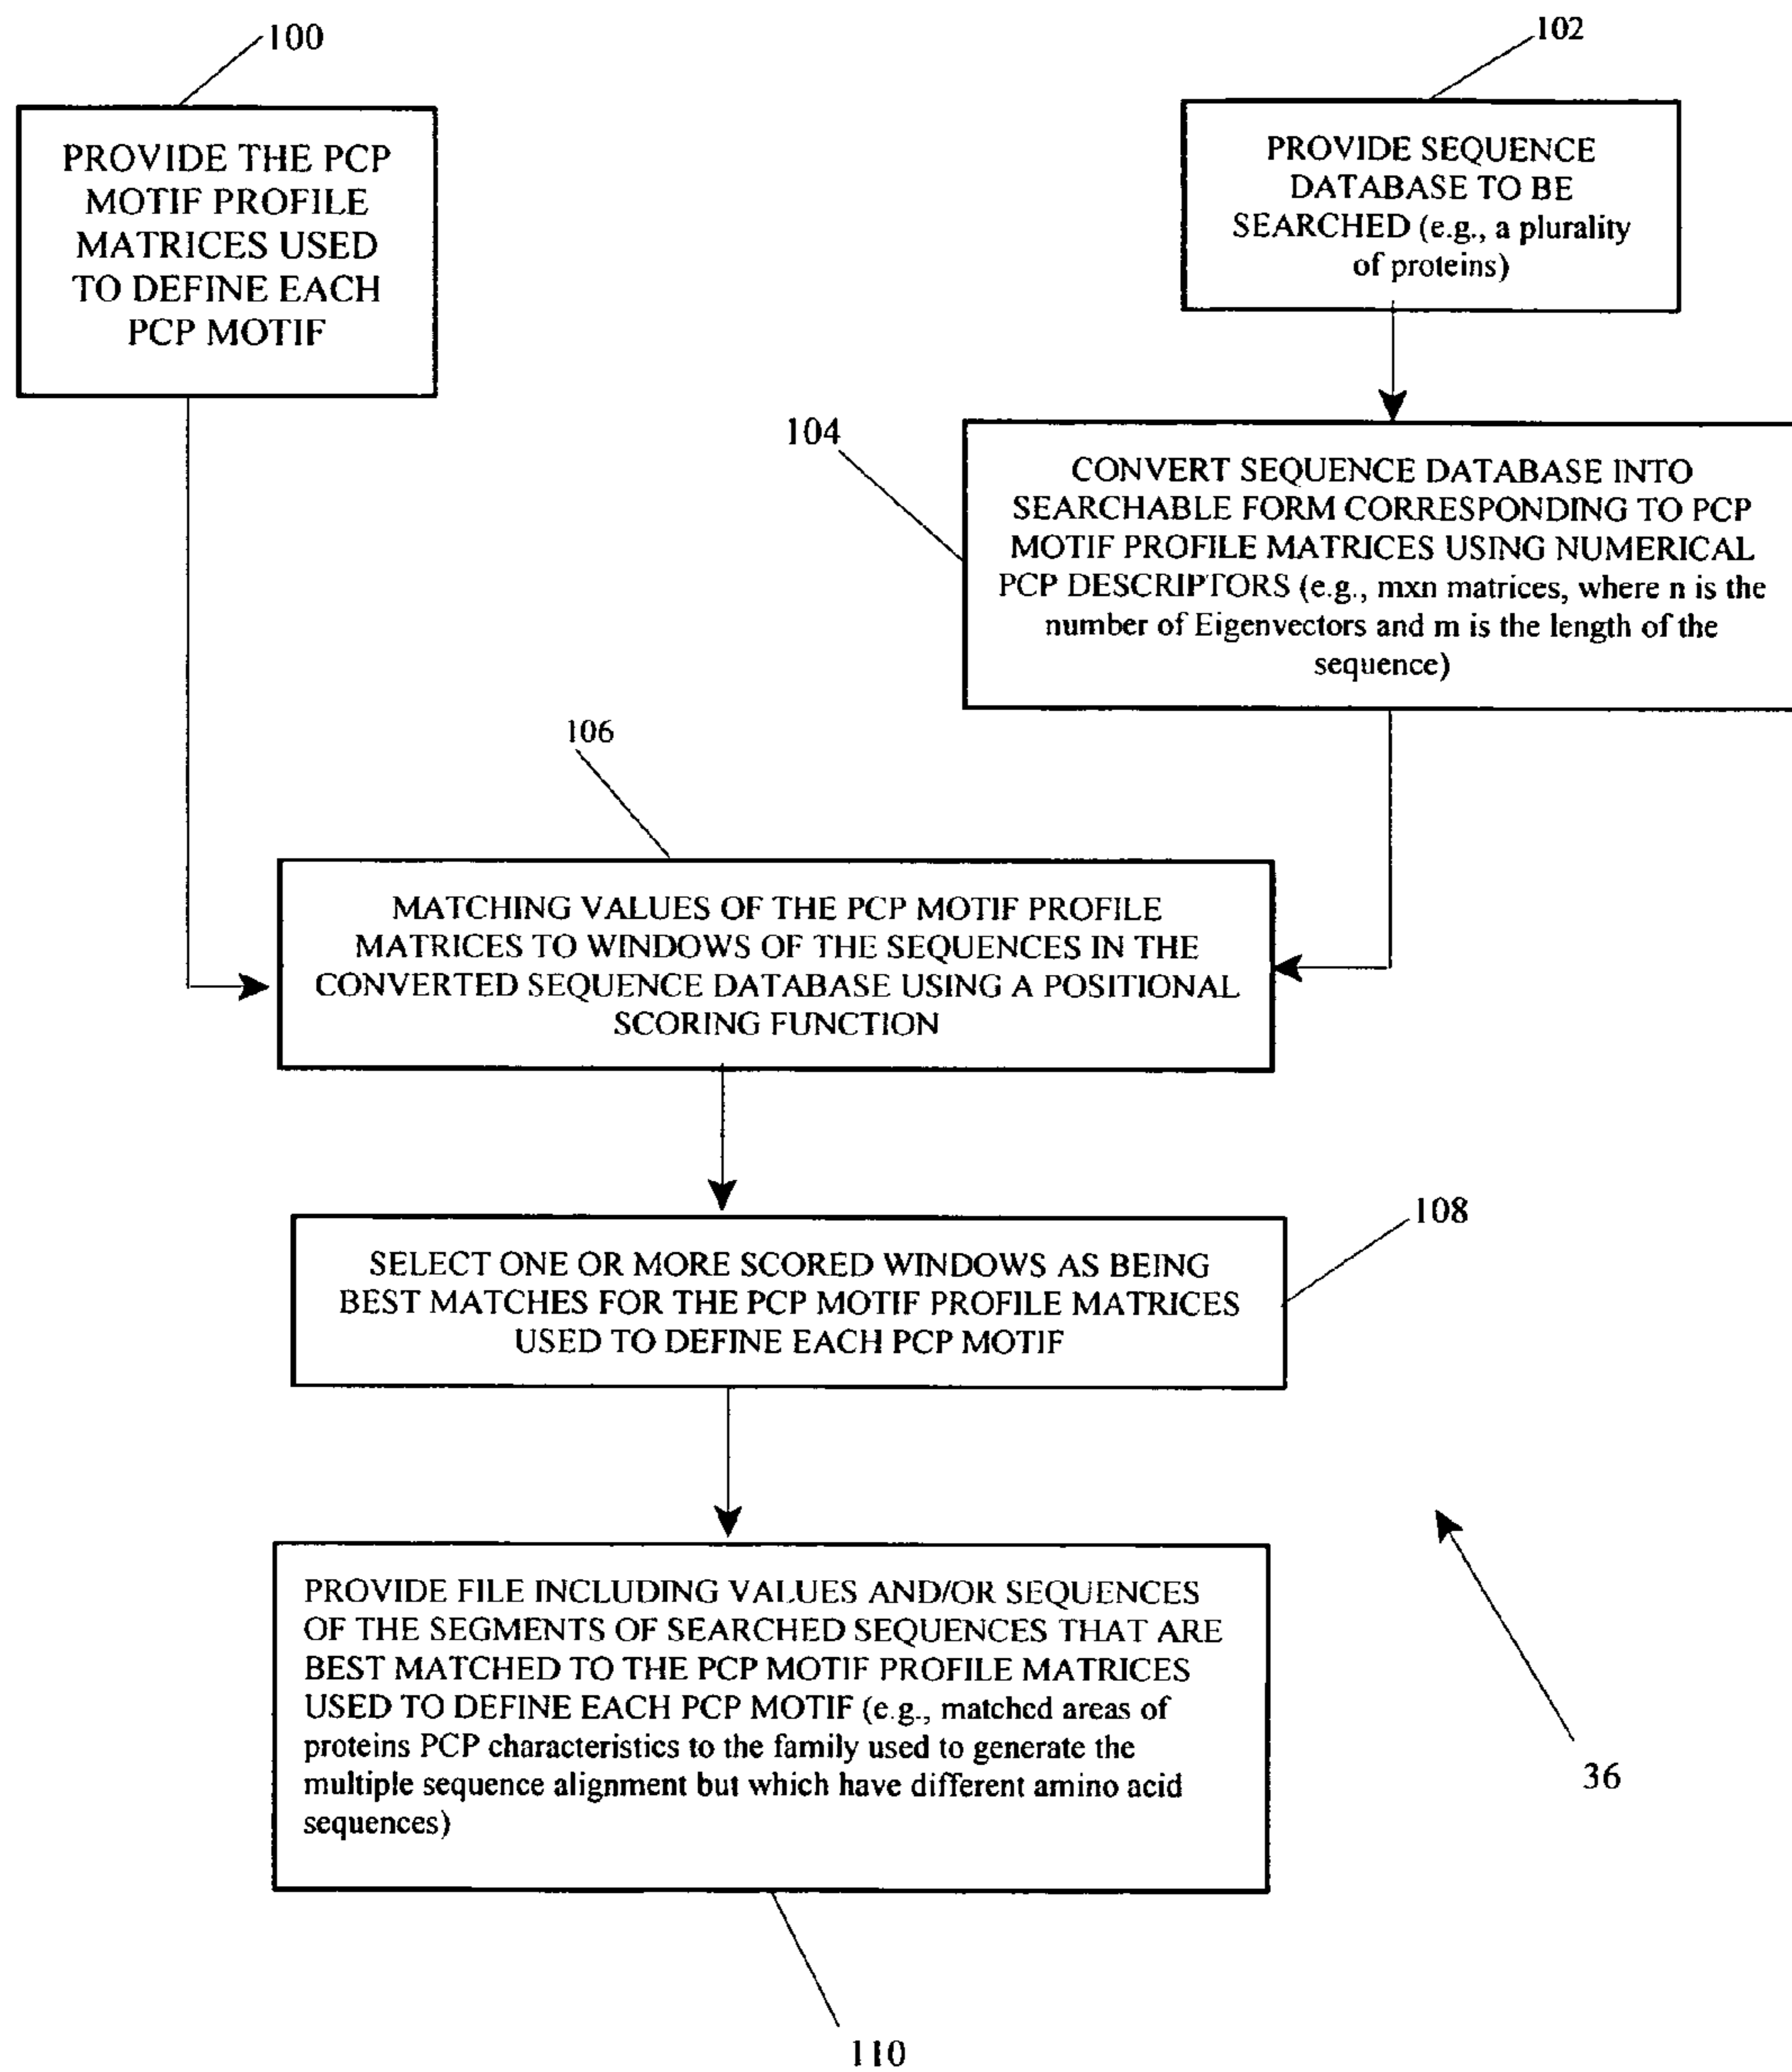 100
PROVIDE THE PCP
MOTIF PROFILE
MATRICES USED
TO DEFINE EACH
PCP MOTIF
102
PROVIDE SEQUENCE
DATABASE TO BE
SEARCHED (e.g., a plurality
of proteins)
104
CONVERT SEQUENCE DATABASE INTO
SEARCHABLE FORM CORRESPONDING TO PCP
MOTIF PROFILE MATRICES USING NUMERICAL
PCP DESCRIPTORS (e.g., mxn matrices, where n is the
number of Eigenvectors and m is the length of the
sequence)
106
MATCHING VALUES OF THE PCP MOTIF PROFILE
MATRICES TO WINDOWS OF THE SEQUENCES IN THE
CONVERTED SEQUENCE DATABASE USING A POSITIONAL
SCORING FUNCTION
108
SELECT ONE OR MORE SCORED WINDOWS AS BEING
BEST MATCHES FOR THE PCP MOTIF PROFILE MATRICES
USED TO DEFINE EACH PCP MOTIF
PROVIDE FILE INCLUDING VALUES AND/OR SEQUENCES
OF THE SEGMENTS OF SEARCHED SEQUENCES THAT ARE
BEST MATCHED TO THE PCP MOTIF PROFILE MATRICES
USED TO DEFINE EACH PCP MOTIF (e.g., matched areas of
proteins PCP characteristics to the family used to generate the
multiple sequence alignment but which have different amino acid
sequences)
36
110